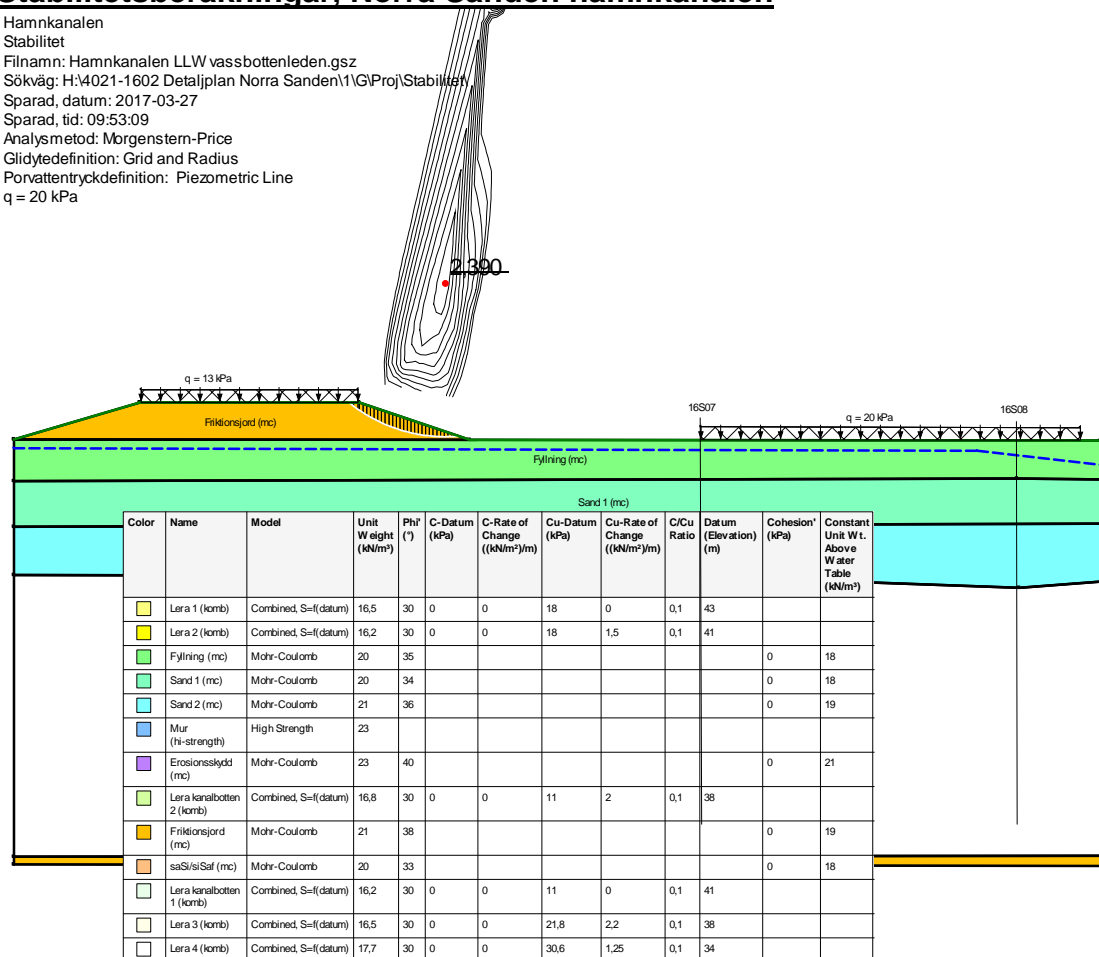 Stabilitetsberäkningar, Norra Sanden hamnkanalen
Hamnkanalen
Stabilitet
Filnamn: Hamnkanalen LLW vassbottenleden.gsz
Sökväg: H:\4021-1602 Detaljplan Norra Sanden\1\G\Proj\Stabilitet\
Sparad, datum: 2017-03-27
Sparad, tid: 09:53:09
Analysmetod: Morgenstern-Price
Glidytedefinition: Grid and Radius
Porvattentryckdefinition: Piezometric Line
q = 20 kPa
2,390
q = 13 kPa
Friktionsjord (mc)
16S07
q = 20 kPa
16S08
Fyllning (mc)
Sand 1 (mc)
Color Name Model Unit Weight (kN/m³) Phi' (°) C-Datum (kPa) C-Rate of Change ((kN/m²)/m) Cu-Datum (kPa) Cu-Rate of Change ((kN/m²)/m) C/Cu Ratio Datum (Elevation) (m) Cohesion' (kPa) Constant Unit Wt. Above Water Table (kN/m³)
Lera 1 (komb) Combined, S=f(datum) 16,5 30 0 0 18 0 0,1 43
Lera 2 (komb) Combined, S=f(datum) 16,2 30 0 0 18 1,5 0,1 41
Fyllning (mc) Mohr-Coulomb 20 35 0 18
Sand 1 (mc) Mohr-Coulomb 20 34 0 18
Sand 2 (mc) Mohr-Coulomb 21 36 0 19
Mur (hi-strength) High Strength 23
Erosionsskydd (mc) Mohr-Coulomb 23 40 0 21
Lera kanalbotten 2 (komb) Combined, S=f(datum) 16,8 30 0 0 11 2 0,1 38
Friktionsjord (mc) Mohr-Coulomb 21 38 0 19
saSi/siSaf (mc) Mohr-Coulomb 20 33 0 18
Lera kanalbotten 1 (komb) Combined, S=f(datum) 16,2 30 0 0 11 0 0,1 41
Lera 3 (komb) Combined, S=f(datum) 16,5 30 0 0 21,8 2,2 0,1 38
Lera 4 (komb) Combined, S=f(datum) 17,7 30 0 0 30,6 1,25 0,1 34